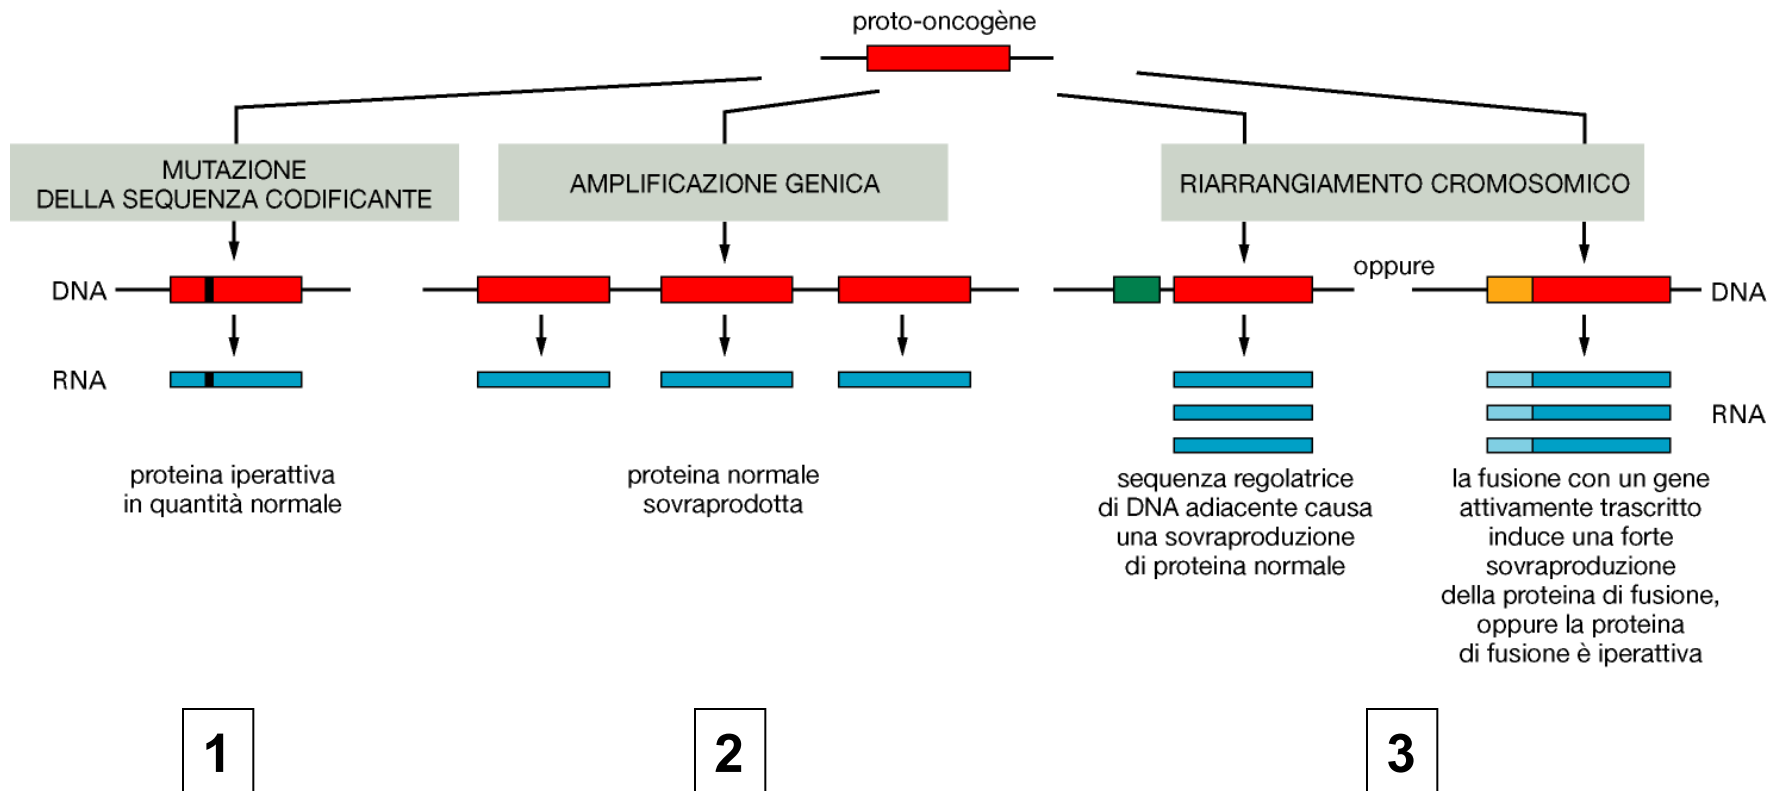 proto-oncogène
MUTAZIONE
DELLA SEQUENZA CODIFICANTE
AMPLIFICAZIONE GENICA
RIARRANGIAMENTO CROMOSOMICO
DNA
oppure
DNA
RNA
RNA
proteina iperattiva
in quantità normale
proteina normale
sovraprodotta
sequenza regolatrice
di DNA adiacente causa
una sovraproduzione
di proteina normale
la fusione con un gene
attivamente trascritto
induce una forte
sovraproduzione
della proteina di fusione,
oppure la proteina
di fusione è iperattiva
1
2
3